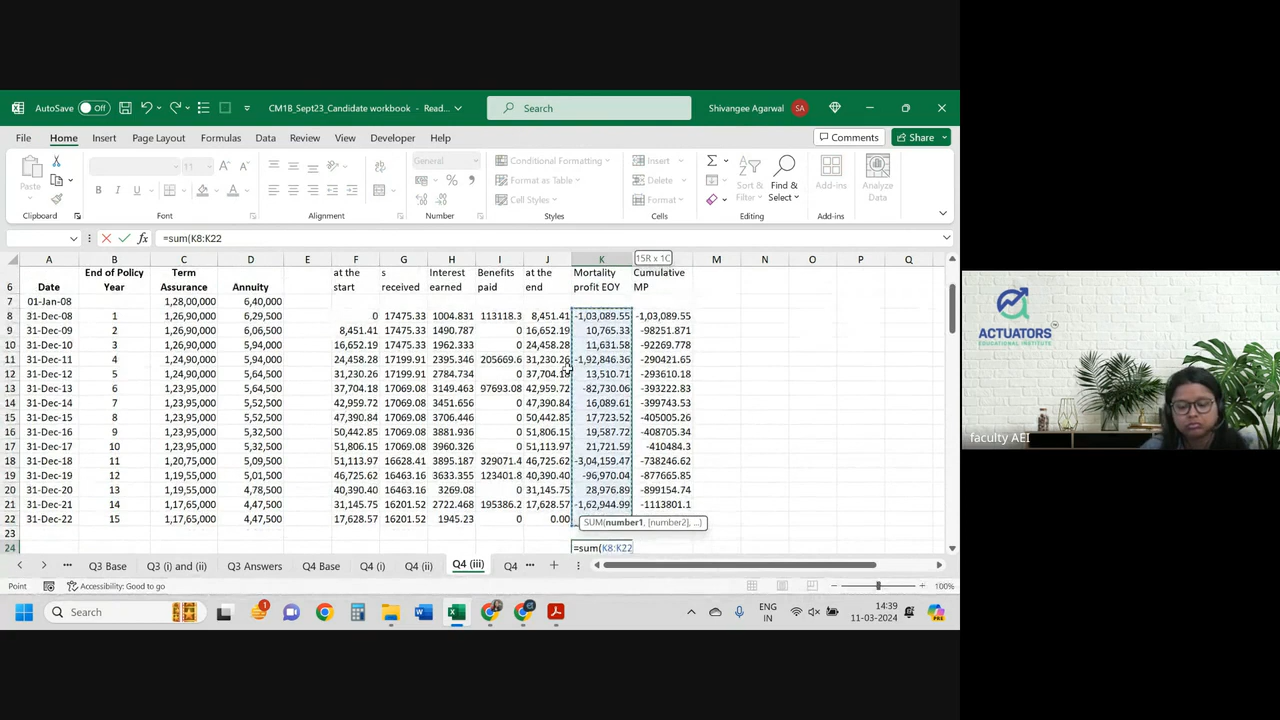 AutoSave Off CM1B_Sept23_Candidate workbook - Read... Search Shivangee Agarwal SA
File Home Insert Page Layout Formulas Data Review View Developer Help Comments Share
Paste 11 General Conditional Formatting Insert
B I U % Format as Table Delete Sort & Filter Find & Select Add-ins Analyze Data
Cell Styles Format
Clipboard Font Alignment Number Styles Cells Editing Add-ins
fx =sum(K8:K22
A B C D E F G H I J K 15R x 1C M N O P Q
End of Policy Term at the s Interest Benefits at the Mortality Cumulative
6 Date Year Assurance Annuity start received earned paid end profit EOY MP
7 01-Jan-08 1,28,00,000 6,40,000
8 31-Dec-08 1 1,26,90,000 6,29,500 0 17475.33 1004.831 113118.3 8,451.41 -1,03,089.55 -1,03,089.55
9 31-Dec-09 2 1,26,90,000 6,06,500 8,451.41 17475.33 1490.787 0 16,652.19 10,765.33 -98251.871
10 31-Dec-10 3 1,26,90,000 5,94,000 16,652.19 17475.33 1962.333 0 24,458.28 11,631.58 -92269.778
11 31-Dec-11 4 1,24,90,000 5,94,000 24,458.28 17199.91 2395.346 205669.6 31,230.26 -1,92,846.36 -290421.65
12 31-Dec-12 5 1,24,90,000 5,64,500 31,230.26 17199.91 2784.734 0 37,704.18 13,510.71 -293610.18
13 31-Dec-13 6 1,23,95,000 5,52,500 37,704.18 17069.08 3149.463 97693.08 42,959.72 -82,730.06 -393222.83
14 31-Dec-14 7 1,23,95,000 5,52,500 42,959.72 17069.08 3451.656 0 47,390.84 16,089.61 -399743.53
15 31-Dec-15 8 1,23,95,000 5,52,500 47,390.84 17069.08 3706.446 0 50,442.85 17,723.52 -405005.26
16 31-Dec-16 9 1,23,95,000 5,32,500 50,442.85 17069.08 3881.936 0 51,806.15 19,587.72 -408705.34
17 31-Dec-17 10 1,23,95,000 5,32,500 51,806.15 17069.08 3960.326 0 51,113.97 21,721.59 -410484.3
18 31-Dec-18 11 1,20,75,000 5,09,500 51,113.97 16628.41 3895.187 329071.4 46,725.62 -3,04,159.47 -738246.62
19 31-Dec-19 12 1,19,55,000 5,01,500 46,725.62 16463.16 3633.355 123401.8 40,390.40 -96,970.04 -877665.85
20 31-Dec-20 13 1,19,55,000 4,78,500 40,390.40 16463.16 3269.08 0 31,145.75 28,976.89 -899154.74
21 31-Dec-21 14 1,17,65,000 4,47,500 31,145.75 16201.52 2722.468 195386.2 17,628.57 -1,62,944.99 -1113801.1
22 31-Dec-22 15 1,17,65,000 4,47,500 17,628.57 16201.52 1945.23 0 0.00
SUM(number1, [number2], ...)
23
24 =sum(K8:K22
Q3 Base Q3 (i) and (ii) Q3 Answers Q4 Base Q4 (i) Q4 (ii) Q4 (iii) Q4
Point Accessibility: Good to go 100%
Search 1 ENG IN 14:39 11-03-2024
ACTUATORS
EDUCATIONAL INSTITUTE
faculty AEI